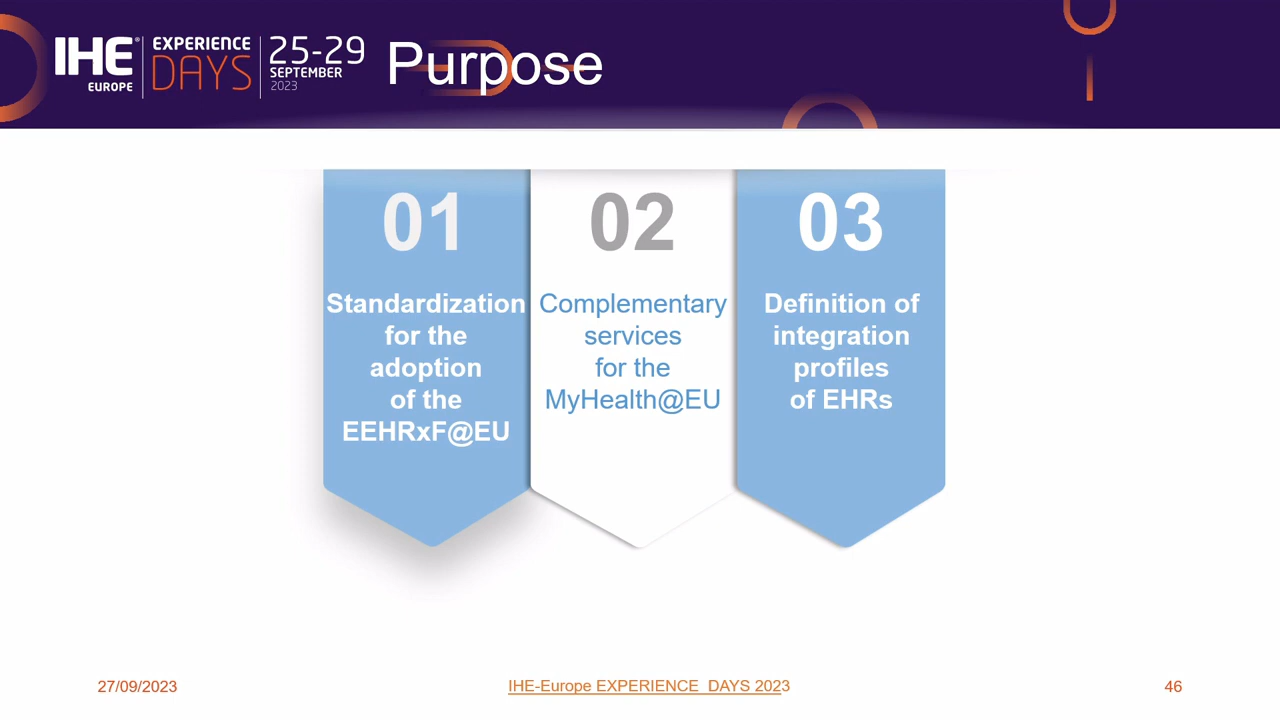 IHE® EUROPE
EXPERIENCE DAYS
25-29 SEPTEMBER 2023
Purpose
01
Standardization
for the
adoption
of the
EEHRxF@EU
02
Complementary
services
for the
MyHealth@EU
03
Definition of
integration
profiles
of EHRs
27/09/2023
IHE-Europe EXPERIENCE DAYS 2023
46